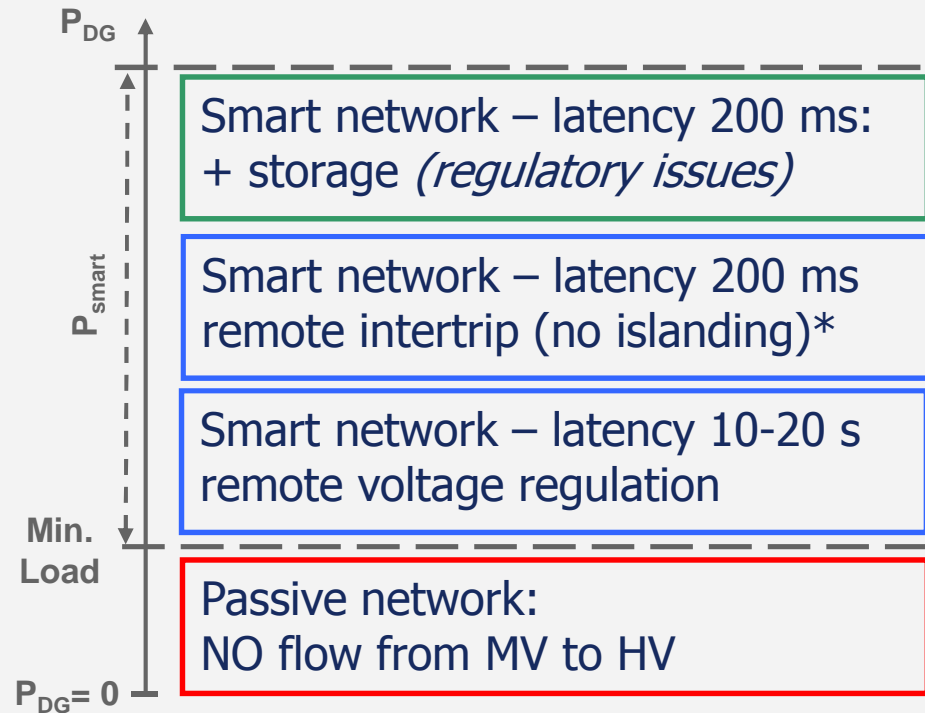 P_DG
Smart network – latency 200 ms:
+ storage (regulatory issues)
P_smart
Smart network – latency 200 ms
remote intertrip (no islanding)*
Smart network – latency 10-20 s
remote voltage regulation
Min.
Load
Passive network:
NO flow from MV to HV
P_DG= 0